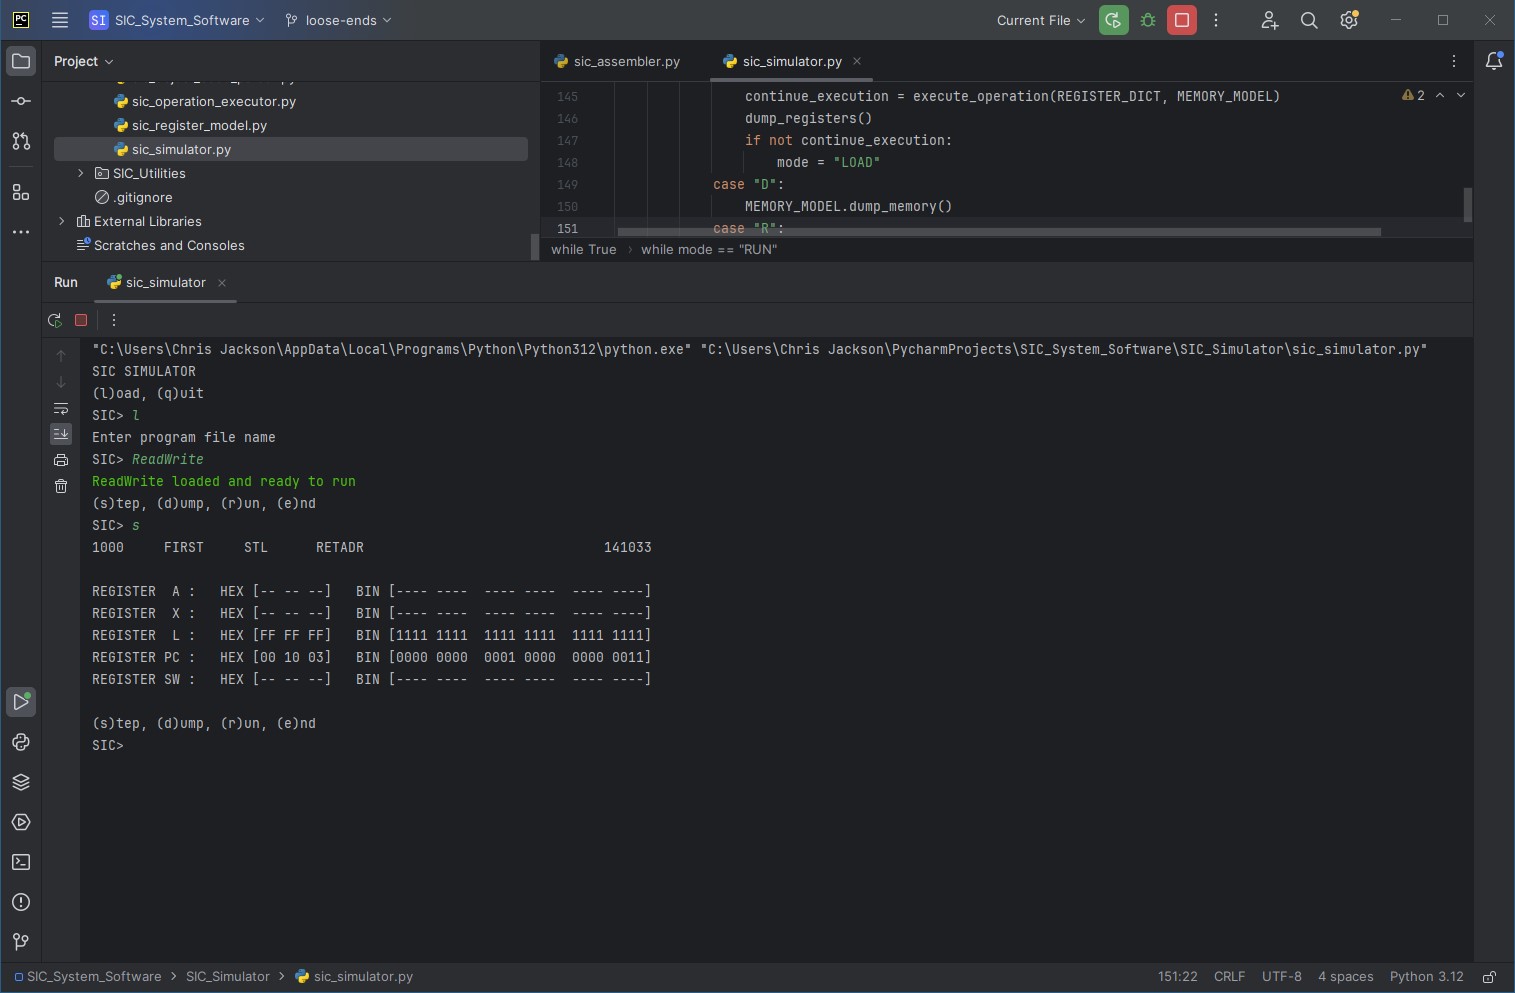 PC
SI SIC_System_Software
loose-ends
Current File
Project
sic_operation_executor.py
sic_register_model.py
sic_simulator.py
SIC_Utilities
.gitignore
External Libraries
Scratches and Consoles
sic_assembler.py
sic_simulator.py
145 continue_execution = execute_operation(REGISTER_DICT, MEMORY_MODEL)
2
146 dump_registers()
147 if not continue_execution:
148 mode = "LOAD"
149 case "D":
150 MEMORY_MODEL.dump_memory()
151 case "R":
while True > while mode == "RUN"
Run sic_simulator
"C:\Users\Chris Jackson\AppData\Local\Programs\Python\Python312\python.exe" "C:\Users\Chris Jackson\PycharmProjects\SIC_System_Software\SIC_Simulator\sic_simulator.py"
SIC SIMULATOR
(l)oad, (q)uit
SIC> l
Enter program file name
SIC> ReadWrite
ReadWrite loaded and ready to run
(s)tep, (d)ump, (r)un, (e)nd
SIC> s
1000 FIRST STL RETADR 141033
REGISTER A : HEX [-- -- --] BIN [---- ---- ---- ---- ---- ----]
REGISTER X : HEX [-- -- --] BIN [---- ---- ---- ---- ---- ----]
REGISTER L : HEX [FF FF FF] BIN [1111 1111 1111 1111 1111 1111]
REGISTER PC : HEX [00 10 03] BIN [0000 0000 0001 0000 0000 0011]
REGISTER SW : HEX [-- -- --] BIN [---- ---- ---- ---- ---- ----]
(s)tep, (d)ump, (r)un, (e)nd
SIC>
SIC_System_Software > SIC_Simulator > sic_simulator.py
151:22 CRLF UTF-8 4 spaces Python 3.12